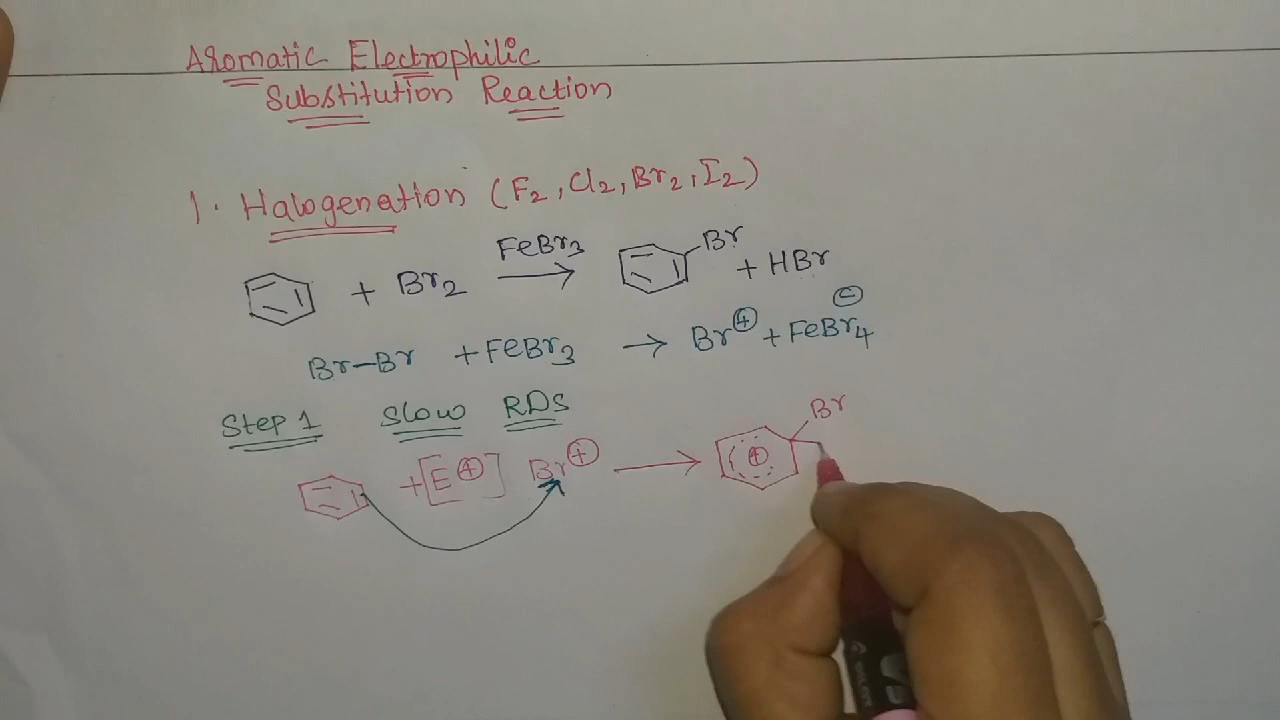 Aromatic Electrophilic
Substitution Reaction
1. Halogenation (F2, Cl2, Br2, I2)
+ Br2 FeBr3 → Br + HBr
Br-Br + FeBr3 → Br⊕ + FeBr4⊖
Step 1 Slow RDS
+ [E⊕] Br⊕ → ⊕ Br